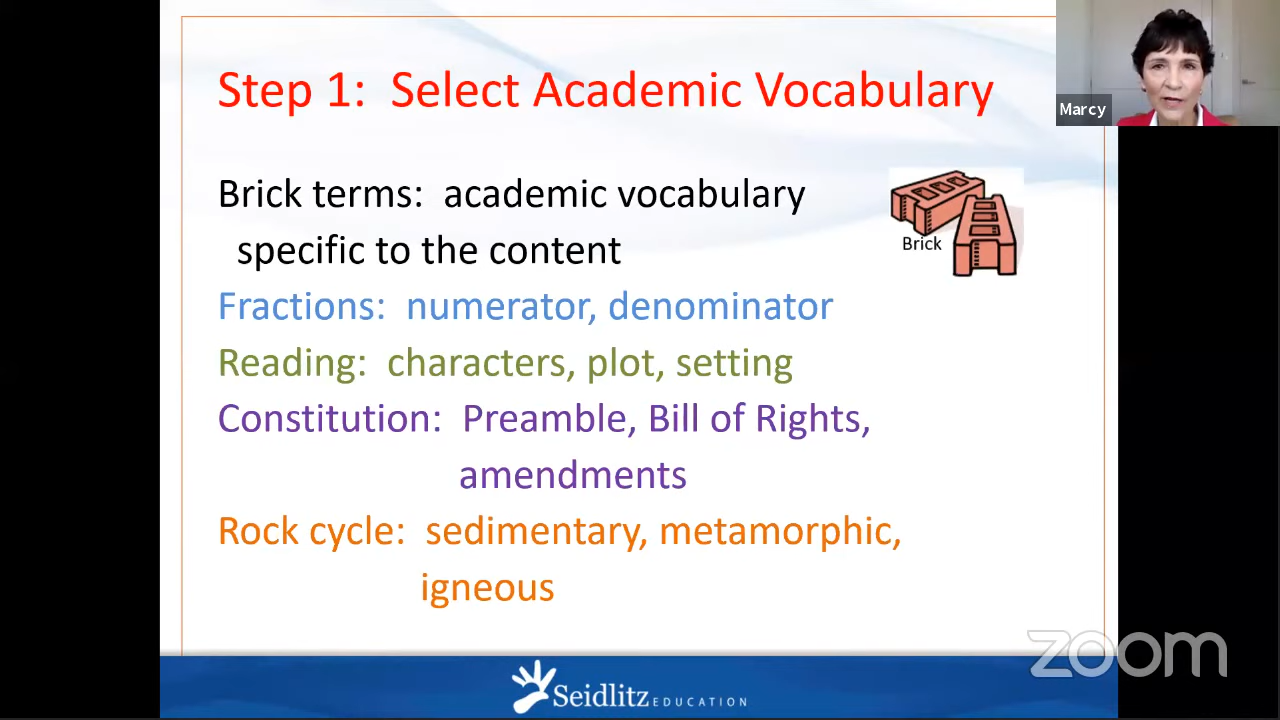 Step 1: Select Academic Vocabulary
Marcy
Brick terms: academic vocabulary
specific to the content
Brick
Fractions: numerator, denominator
Reading: characters, plot, setting
Constitution: Preamble, Bill of Rights,
amendments
Rock cycle: sedimentary, metamorphic,
igneous
zoom
Seidlitz EDUCATION